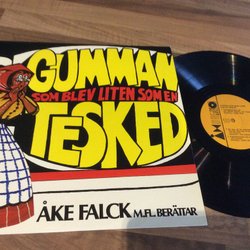 GUMMAN
SOM BLEV LITEN SOM EN
TESKED
ÅKE FALCK M.FL. BERÄTTAR